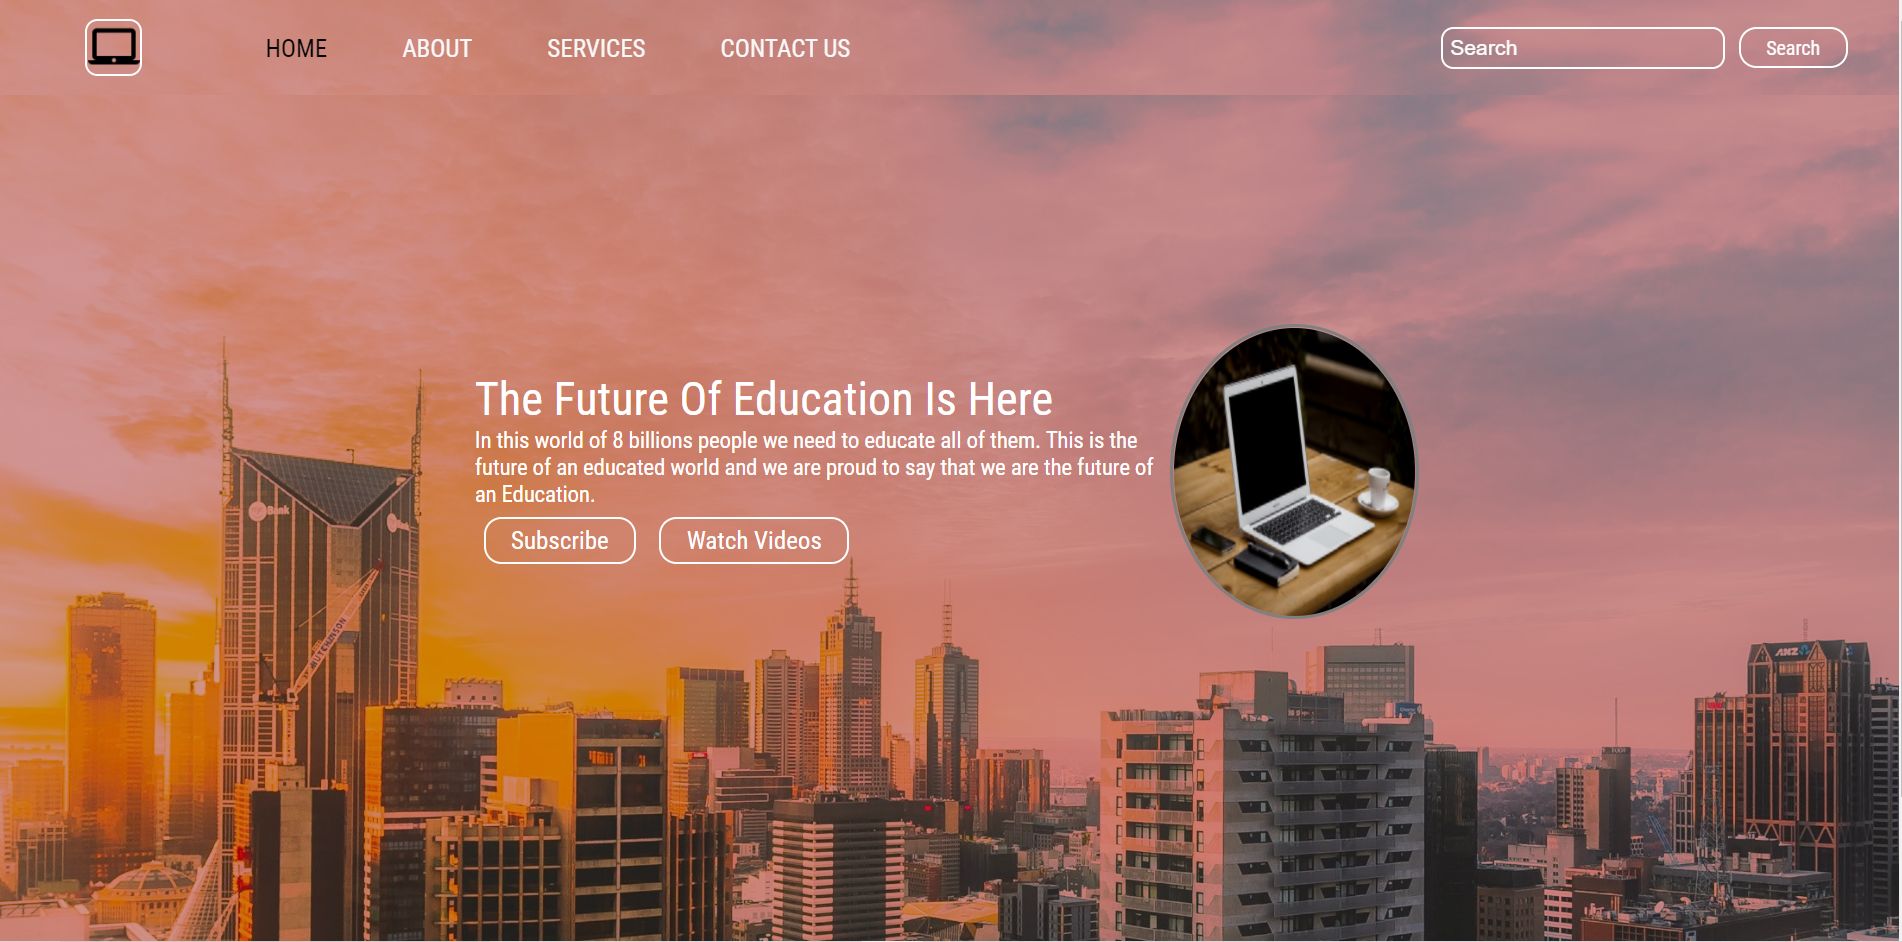 HOME ABOUT SERVICES CONTACT US Search Search
The Future Of Education Is Here
In this world of 8 billions people we need to educate all of them. This is the
future of an educated world and we are proud to say that we are the future of
an Education.
Subscribe Watch Videos
Bank
ANZ